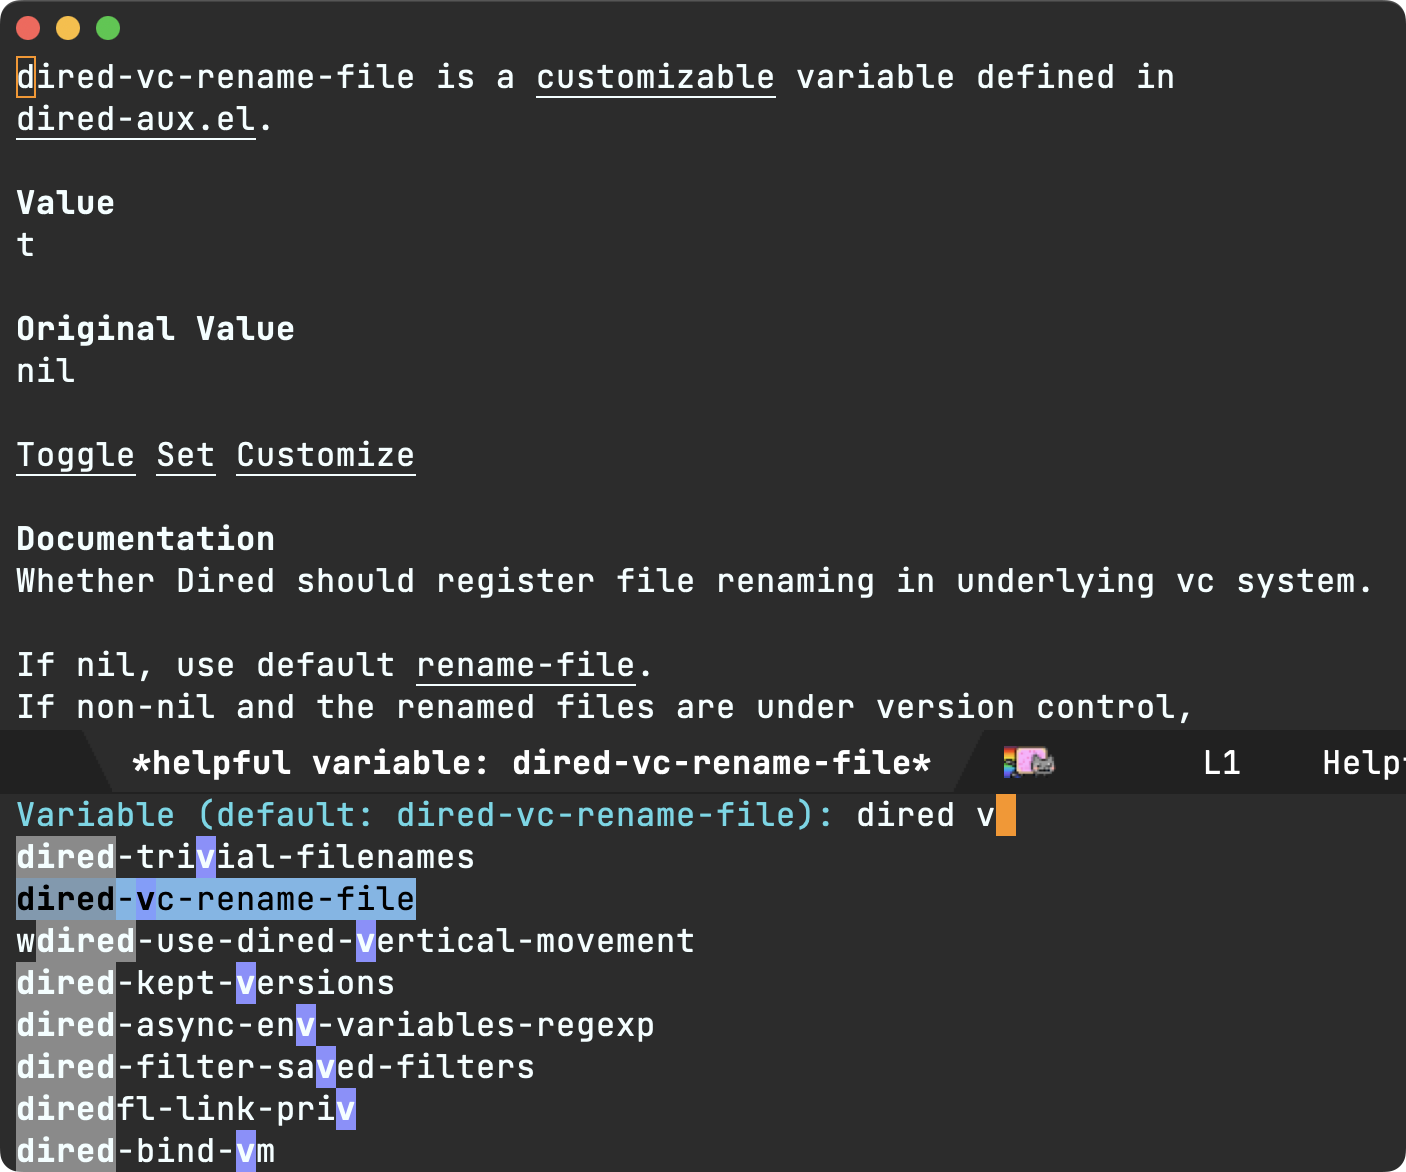 dired-vc-rename-file is a customizable variable defined in
dired-aux.el.
Value
t
Original Value
nil
Toggle Set Customize
Documentation
Whether Dired should register file renaming in underlying vc system.
If nil, use default rename-file.
If non-nil and the renamed files are under version control,
*helpful variable: dired-vc-rename-file* L1 Help
Variable (default: dired-vc-rename-file): dired v
dired-trivial-filenames
dired-vc-rename-file
wdired-use-dired-vertical-movement
dired-kept-versions
dired-async-env-variables-regexp
dired-filter-saved-filters
diredfl-link-priv
dired-bind-vm